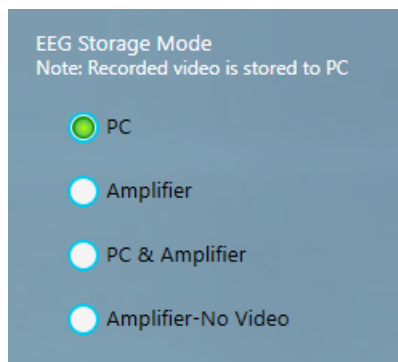 EEG Storage Mode
Note: Recorded video is stored to PC
PC
Amplifier
PC & Amplifier
Amplifier-No Video